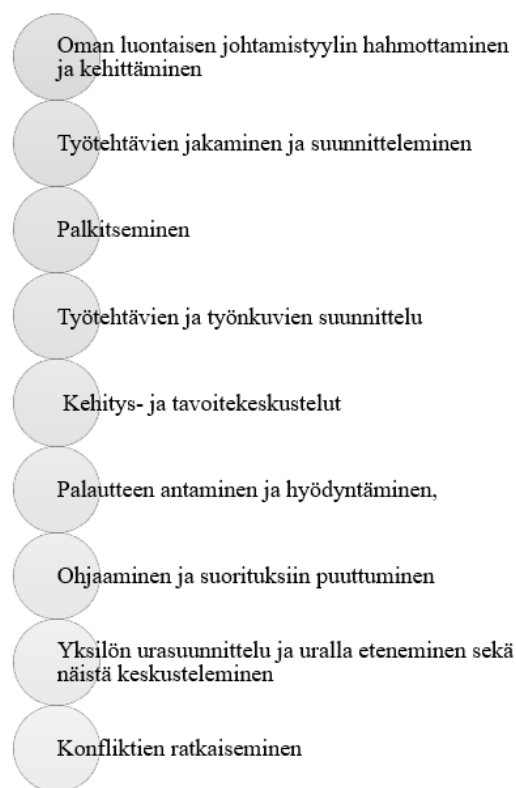 Oman luontaisen johtamistyylin hahmottaminen
ja kehittäminen
Työtehtävien jakaminen ja suunnitteleminen
Palkitseminen
Työtehtävien ja työnkuvien suunnittelu
Kehitys- ja tavoitekeskustelut
Palautteen antaminen ja hyödyntäminen,
Ohjaaminen ja suorituksiin puuttuminen
Yksilön urasuunnittelu ja uralla eteneminen sekä
näistä keskusteleminen
Konfliktien ratkaiseminen